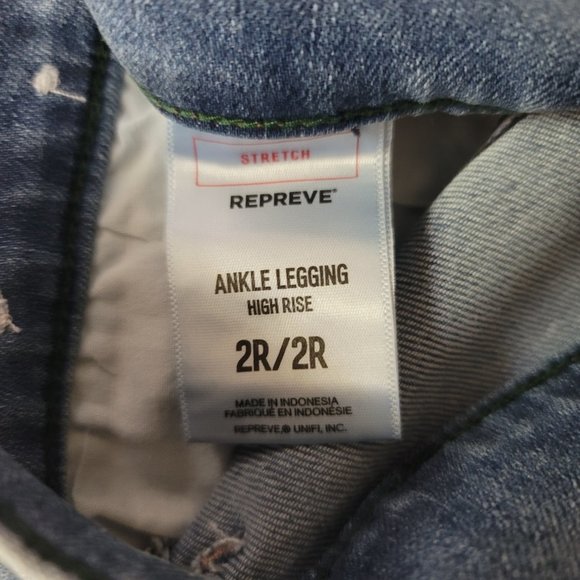 STRETCH
REPREVE®
ANKLE LEGGING
HIGH RISE
2R/2R
MADE IN INDONESIA
FABRIQUÉ EN INDONÉSIE
REPREVE,® UNIFI, INC.